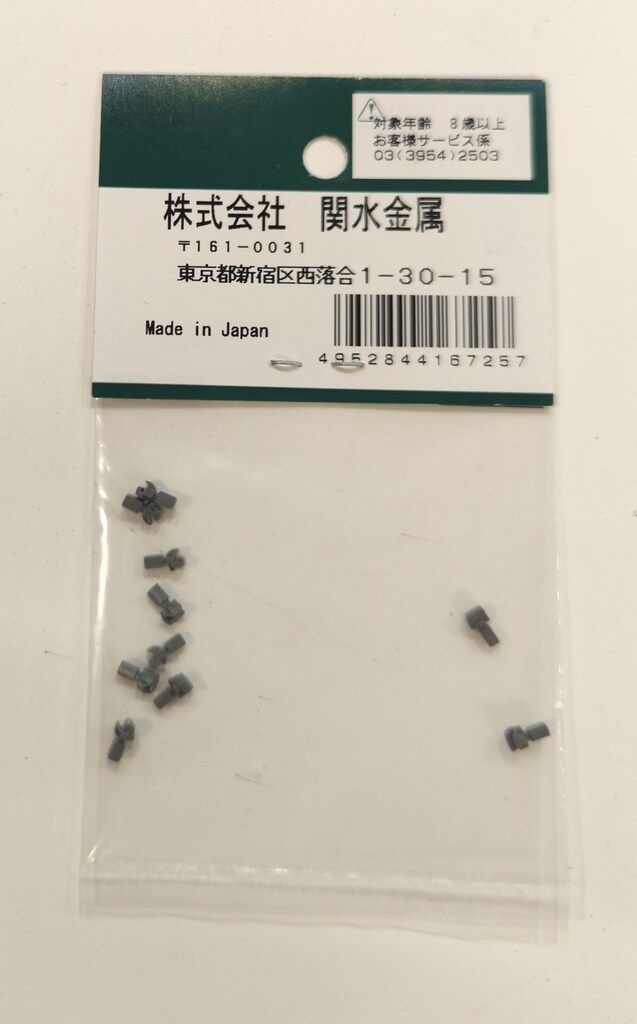 対象年齢 8歳以上
お客様サービス係
03(3954)2503
株式会社 関水金属
〒161-0031
東京都新宿区西落合1-30-15
Made in Japan
4952844167257